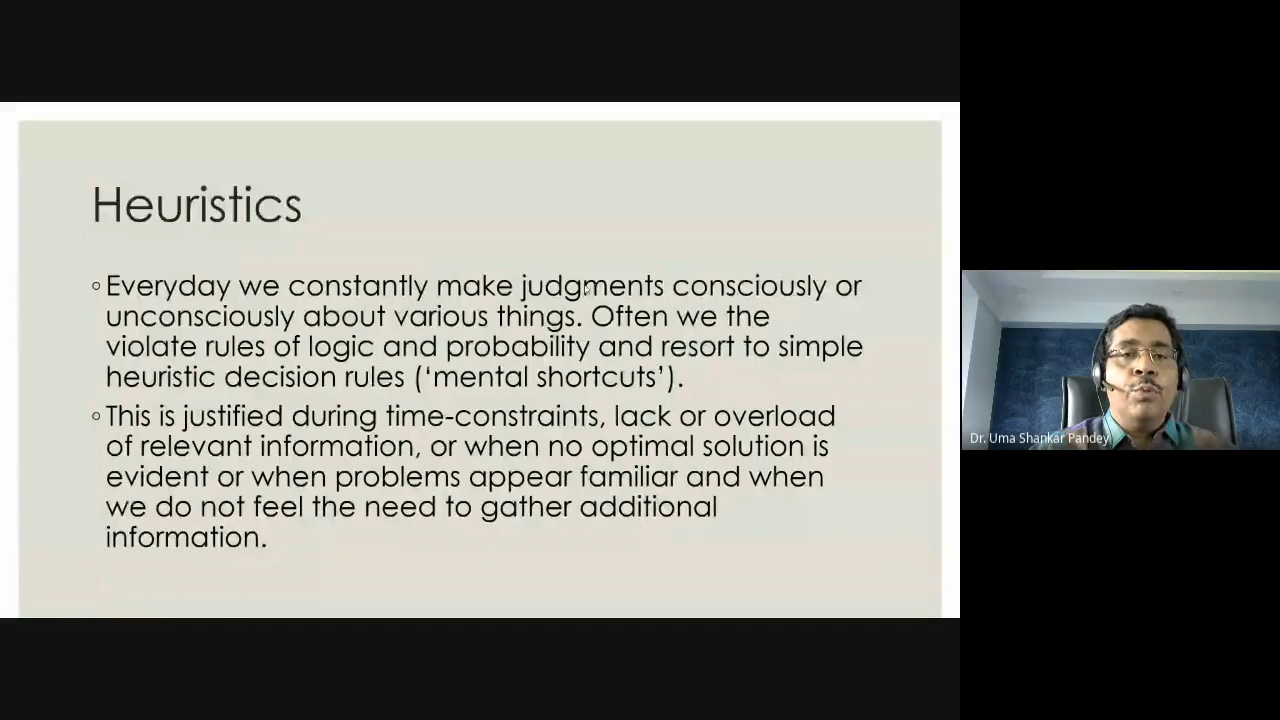 Heuristics
◦ Everyday we constantly make judgments consciously or
unconsciously about various things. Often we the
violate rules of logic and probability and resort to simple
heuristic decision rules (‘mental shortcuts’).
◦ This is justified during time-constraints, lack or overload
of relevant information, or when no optimal solution is
evident or when problems appear familiar and when
we do not feel the need to gather additional
information.
Dr. Uma Shankar Pandey